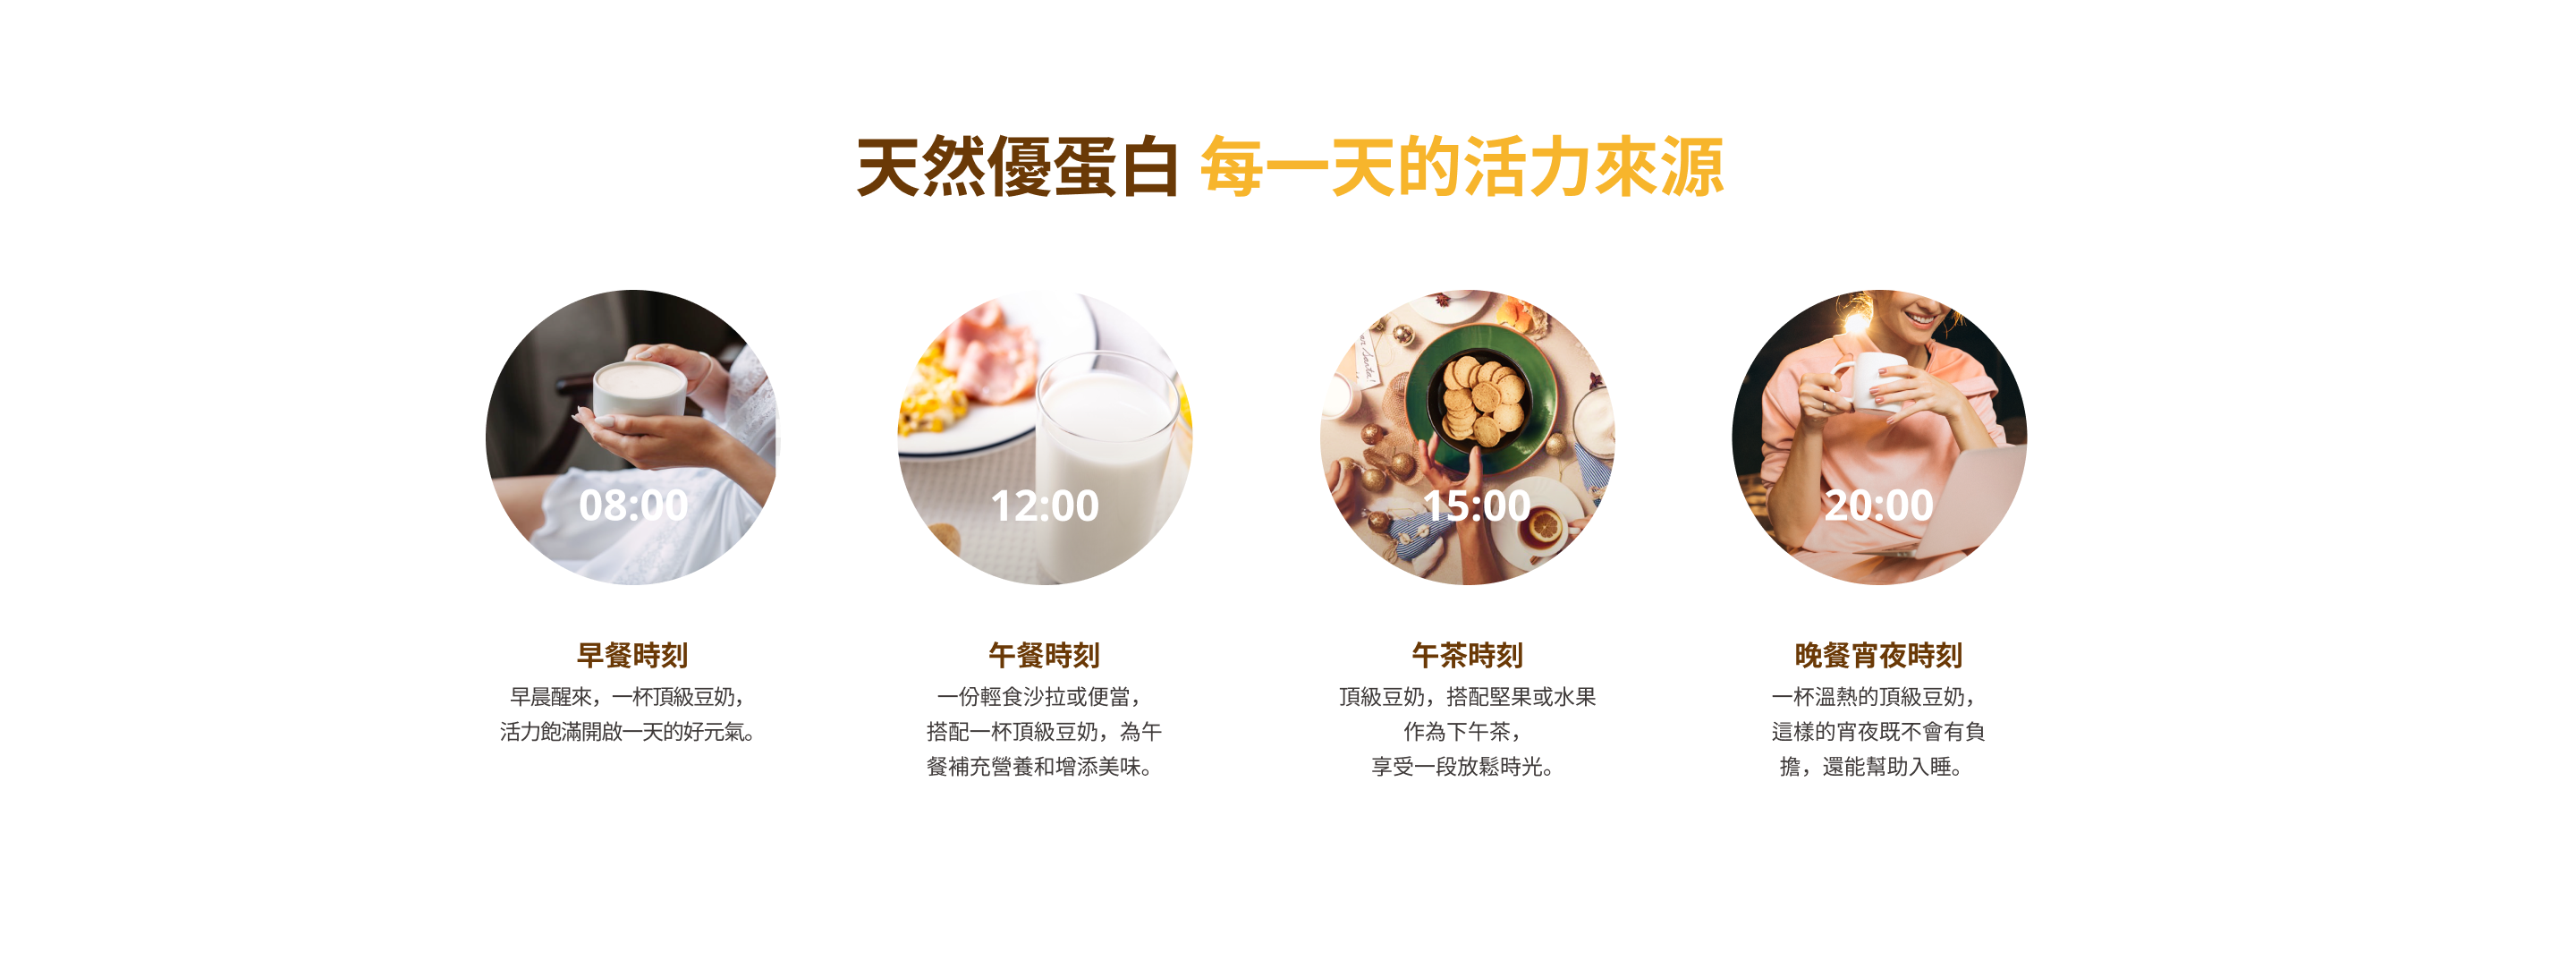 天然優蛋白 每一天的活力來源
08:00
12:00
15:00
20:00
早餐時刻
早晨醒來，一杯頂級豆奶，
活力飽滿開啟一天的好元氣。
午餐時刻
一份輕食沙拉或便當，
搭配一杯頂級豆奶，為午
餐補充營養和增添美味。
午茶時刻
頂級豆奶，搭配堅果或水果
作為下午茶，
享受一段放鬆時光。
晚餐宵夜時刻
一杯溫熱的頂級豆奶，
這樣的宵夜既不會有負
擔，還能幫助入睡。